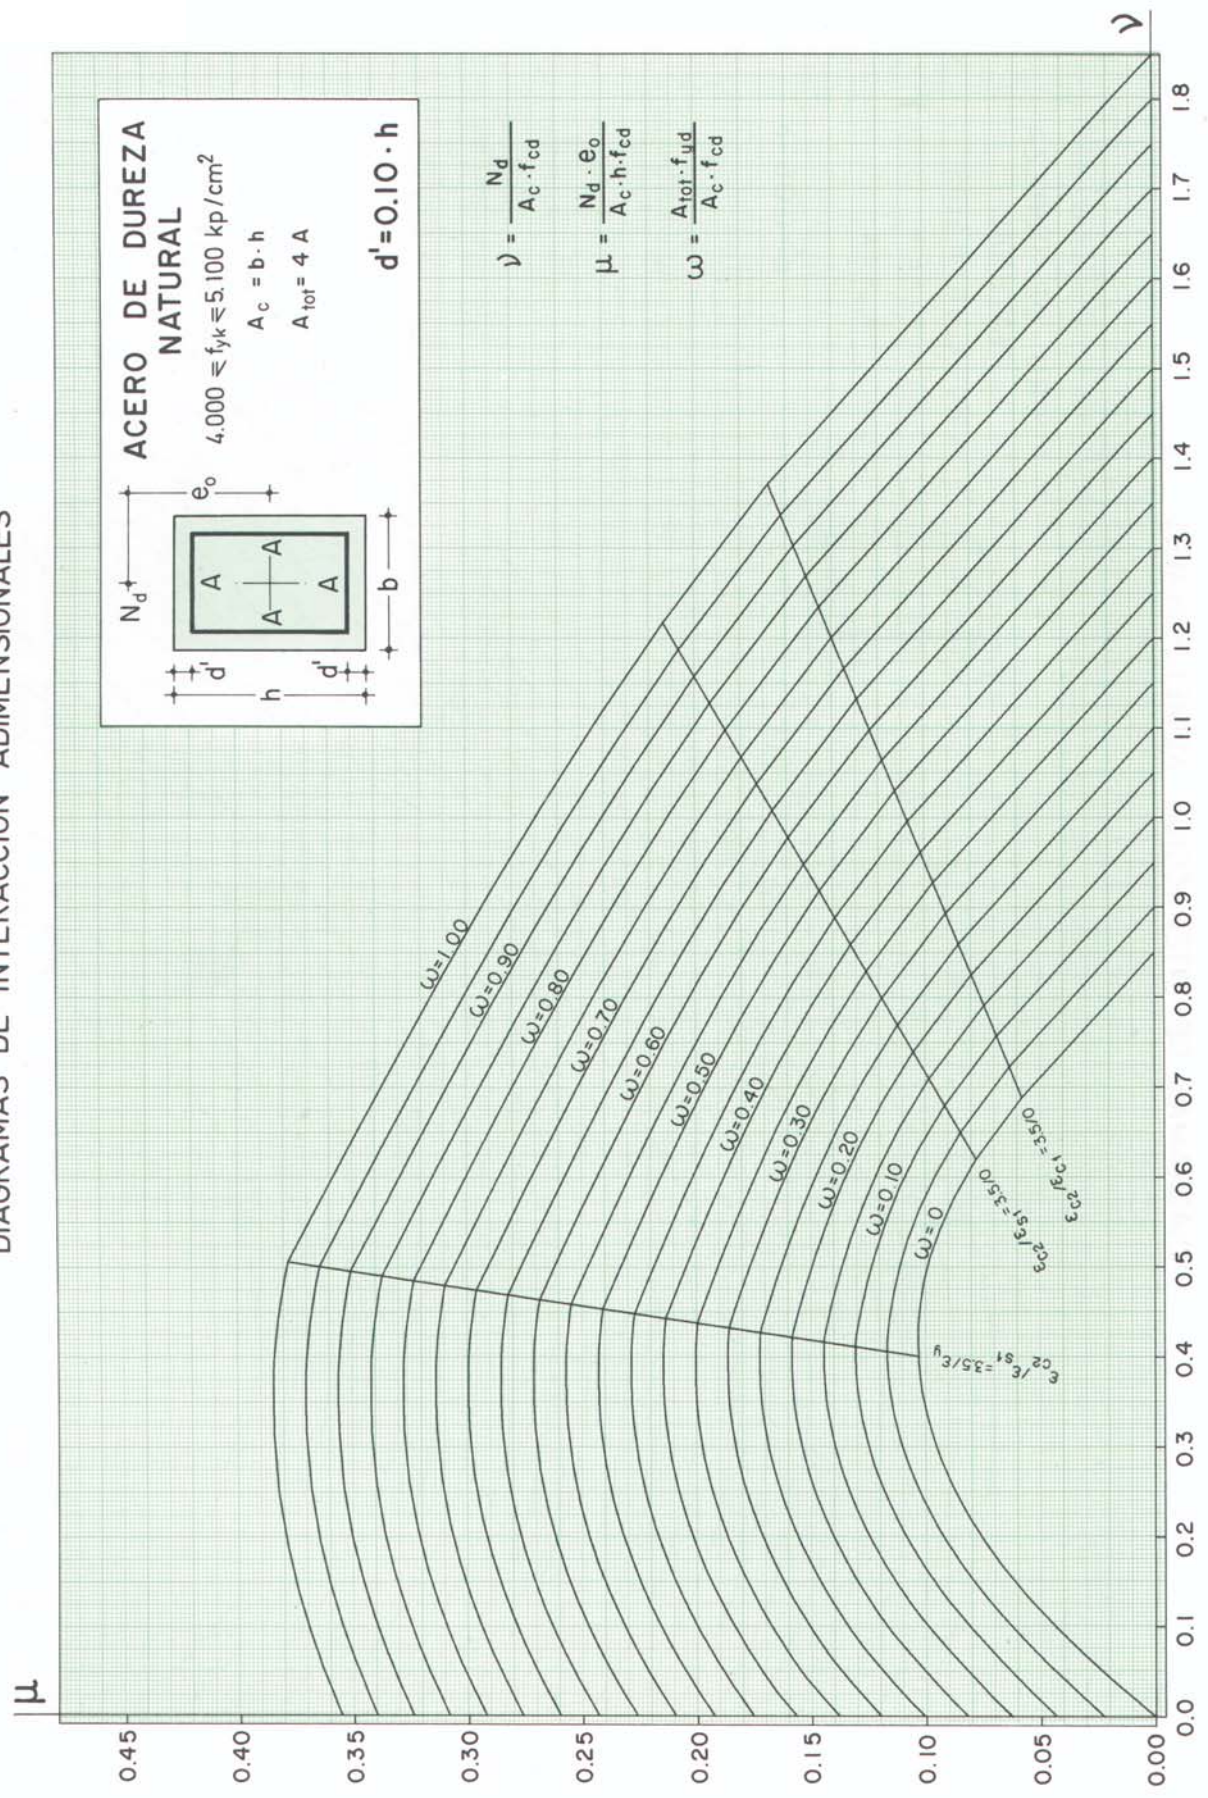 DIAGRAMAS DE INTERACCION ADIMENSIONALES
μ
ACERO DE DUREZA
NATURAL
4.000 ≤ fyk ≤ 5.100 kp/cm²
Ac = b·h
Atot = 4 A
d' = 0.10·h
Nd
e₀
A
A
A
A
d'
d'
h
b
ν = Nd / Ac·fcd
μ = Nd·e₀ / Ac·h·fcd
ω = Atot·fyd / Ac·fcd
ω=1.00
ω=0.90
ω=0.80
ω=0.70
ω=0.60
ω=0.50
ω=0.40
ω=0.30
ω=0.20
ω=0.10
ω=0
εc2/εs1=3.5/εy
εc2/εs1=3.5/0
εc2/εc1=3.5/0
0.45
0.40
0.35
0.30
0.25
0.20
0.15
0.10
0.05
0.00
0.0
0.1
0.2
0.3
0.4
0.5
0.6
0.7
0.8
0.9
1.0
1.1
1.2
1.3
1.4
1.5
1.6
1.7
1.8
ν